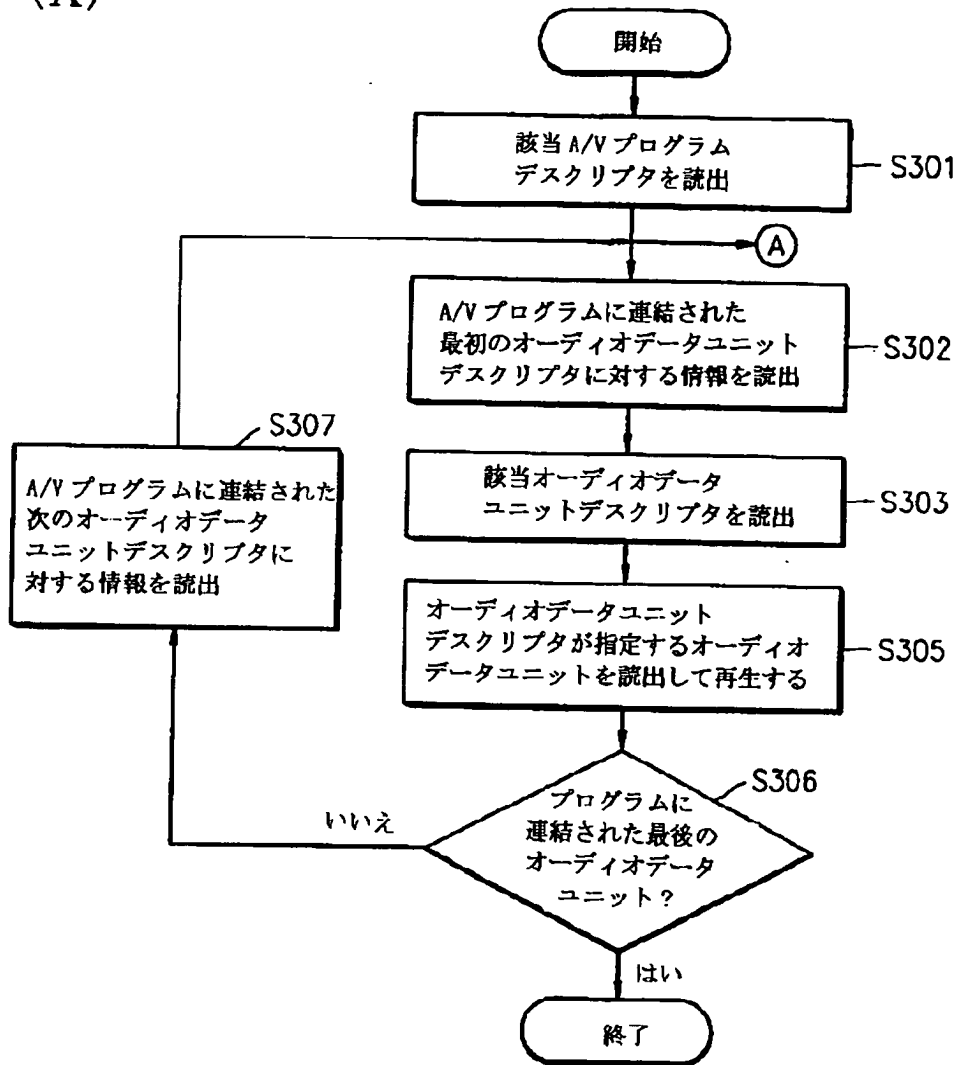 (A)
開始
該当A/Vプログラム
デスクリプタを読出
S301
A
A/Vプログラムに連結された
最初のオーディオデータユニット
デスクリプタに対する情報を読出
S302
S307
A/Vプログラムに連結された
次のオーディオデータ
ユニットデスクリプタに
対する情報を読出
該当オーディオデータ
ユニットデスクリプタを読出
S303
オーディオデータユニット
デスクリプタが指定するオーディオ
データユニットを読出して再生する
S305
S306
プログラムに
連結された最後の
オーディオデータ
ユニット?
いいえ
はい
終了